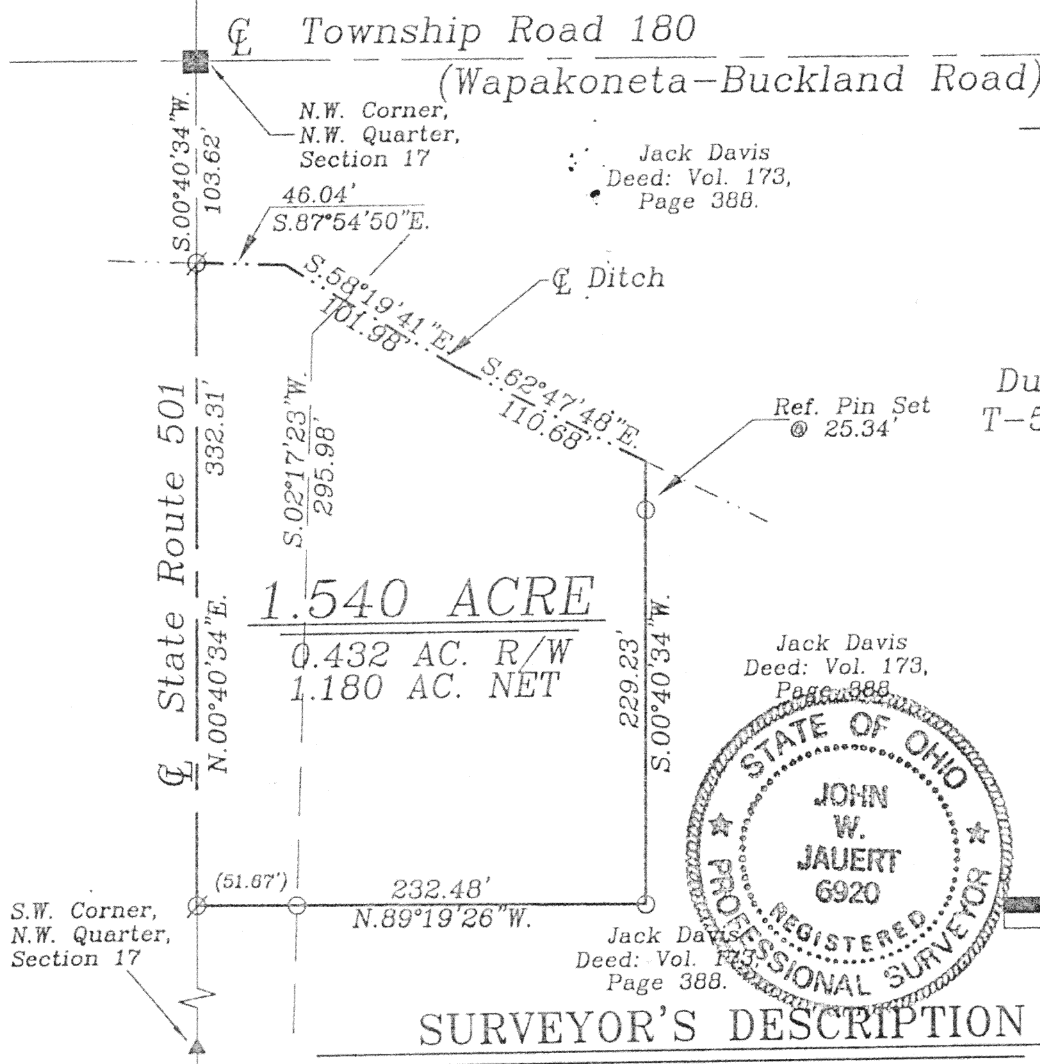 ℄ Township Road 180
(Wapakoneta-Buckland Road)
N.W. Corner,
N.W. Quarter,
Section 17
S.00°40'34"W.
103.62'
Jack Davis
Deed: Vol. 173,
Page 388.
46.04'
S.87°54'50"E.
S.58°19'41"E.
101.98'
℄ Ditch
S.62°47'48"E.
110.68'
Ref. Pin Set
@ 25.34'
Du
T-5
℄ State Route 501
332.31'
N.00°40'34"E.
S.02°17'23"W.
295.98'
1.540 ACRE
0.432 AC. R/W
1.180 AC. NET
229.23'
S.00°40'34"W.
Jack Davis
Deed: Vol. 173,
Page 388.
STATE OF OHIO
JOHN
W.
JAUERT
6920
REGISTERED
PROFESSIONAL SURVEYOR
(51.67')
232.48'
N.89°19'26"W.
S.W. Corner,
N.W. Quarter,
Section 17
Jack Davis
Deed: Vol. 173,
Page 388.
SURVEYOR'S DESCRIPTION